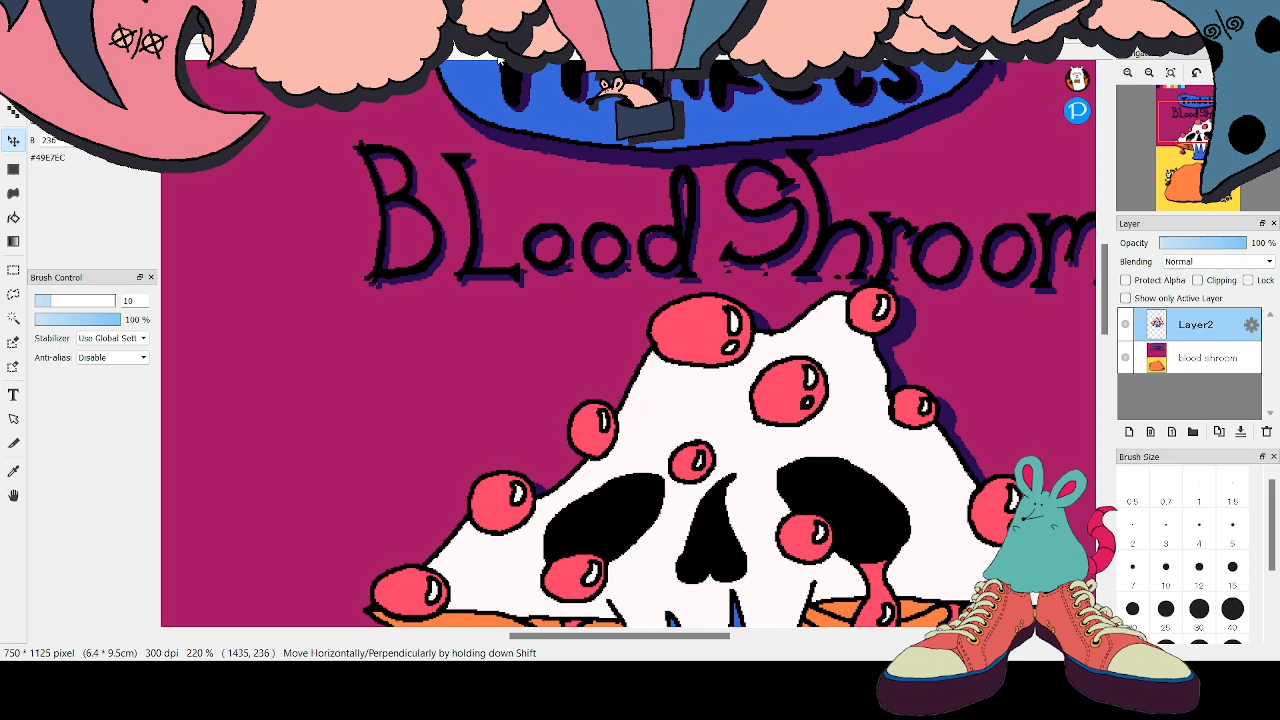 B 236
#49E7EC
Brush Control
10
100 %
Stabilizer Use Global Sett
Anti-alias Disable
BLood Shroom
Layer
Opacity 100 %
Blending Normal
Protect Alpha Clipping Lock
Show only Active Layer
Layer2
blood shroom
Brush Size
0.5 0.7 1 1.5
2 3 4 5
7 10 12 15
25 30 40
750 * 1125 pixel (6.4 * 9.5cm) 300 dpi 220 % ( 1435, 236 ) Move Horizontally/Perpendicularly by holding down Shift